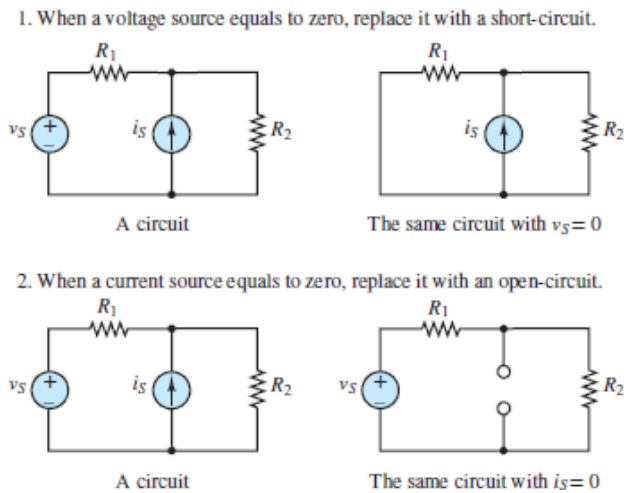 1. When a voltage source equals to zero, replace it with a short-circuit.
R1 R1
vS + − iS R2 iS R2
A circuit The same circuit with vS= 0
2. When a current source equals to zero, replace it with an open-circuit.
R1 R1
vS + − iS R2 vS + − R2
A circuit The same circuit with iS= 0